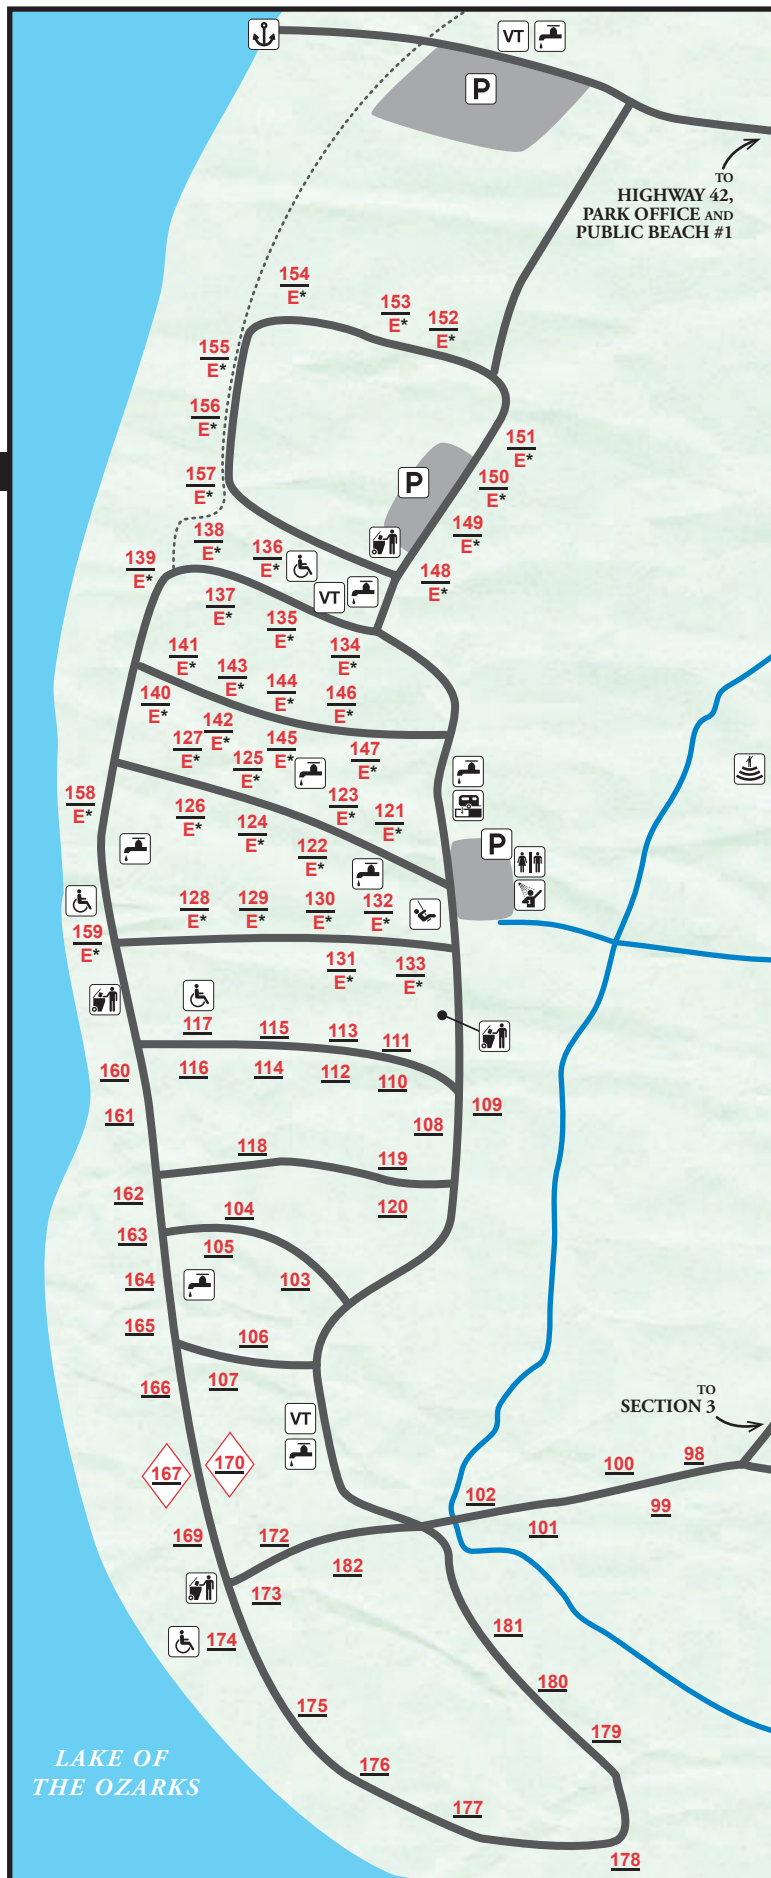 VT
P
TO
HIGHWAY 42,
PARK OFFICE AND
PUBLIC BEACH #1
154
E*
153
E*
152
E*
155
E*
156
E*
151
E*
157
E*
P
150
E*
149
E*
138
E*
136
E*
139
E*
148
E*
VT
137
E*
135
E*
134
E*
141
E*
143
E*
144
E*
146
E*
140
E*
142
E*
127
E*
145
E*
147
E*
125
E*
158
E*
126
E*
123
E*
121
E*
124
E*
122
E*
P
128
E*
129
E*
130
E*
132
E*
159
E*
131
E*
133
E*
117
115
113
111
160
116
114
112
110
161
109
108
118
119
162
104
120
163
105
164
103
165
106
166
107
TO
SECTION 3
VT
167
170
100
98
102
99
169
172
101
182
173
174
181
180
175
179
176
177
178
LAKE OF
THE OZARKS